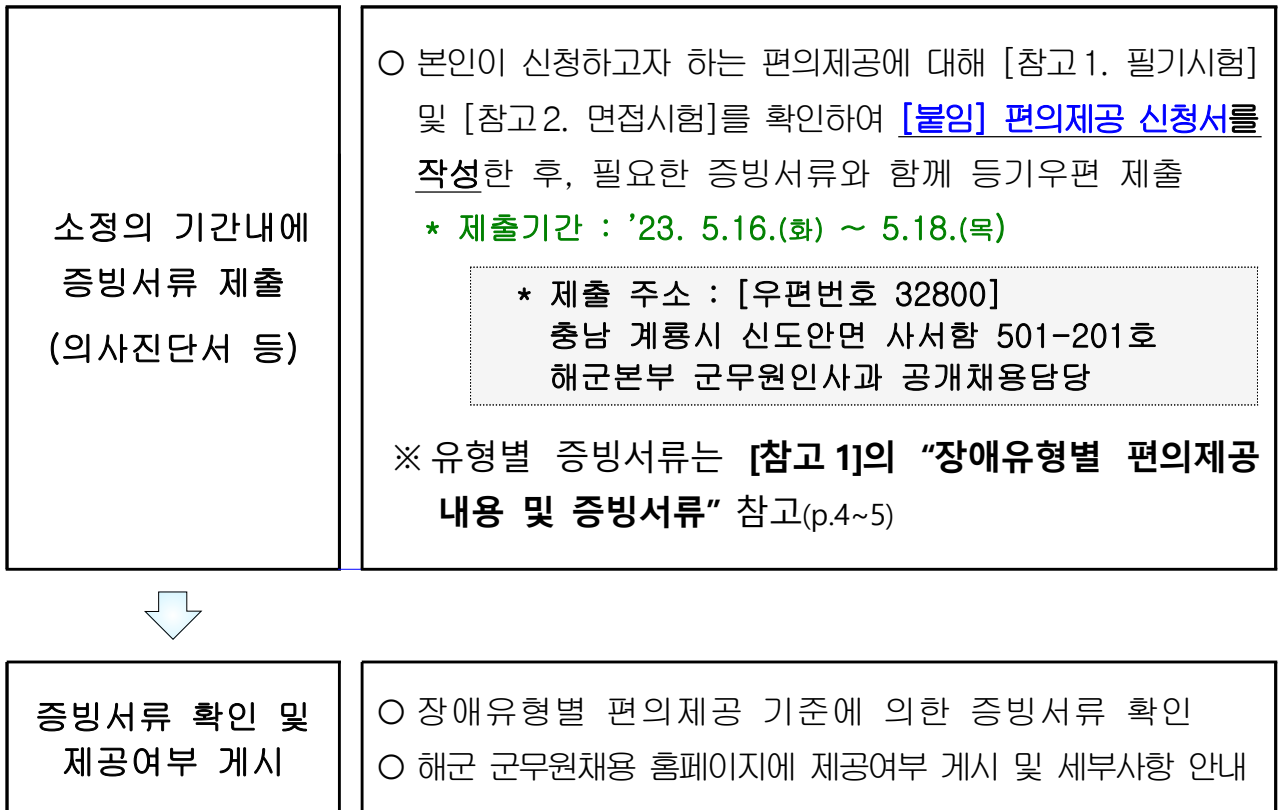 소정의 기간내에
증빙서류 제출
(의사진단서 등)
○ 본인이 신청하고자 하는 편의제공에 대해 [참고1. 필기시험]
및 [참고2. 면접시험]를 확인하여 [붙임] 편의제공 신청서를
작성한 후, 필요한 증빙서류와 함께 등기우편 제출
* 제출기간 : ’23. 5.16.(화) ~ 5.18.(목)
* 제출 주소 : [우편번호 32800]
충남 계룡시 신도안면 사서함 501-201호
해군본부 군무원인사과 공개채용담당
※ 유형별 증빙서류는 [참고 1]의 “장애유형별 편의제공
내용 및 증빙서류” 참고(p.4~5)
증빙서류 확인 및
제공여부 게시
○ 장애유형별 편의제공 기준에 의한 증빙서류 확인
○ 해군 군무원채용 홈페이지에 제공여부 게시 및 세부사항 안내